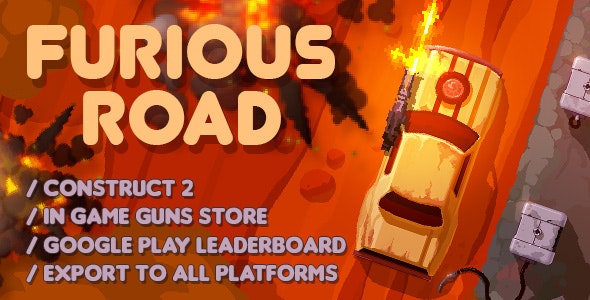 FURIOUS
ROAD
/ CONSTRUCT 2
/ IN GAME GUNS STORE
/ GOOGLE PLAY LEADERBOARD
/ EXPORT TO ALL PLATFORMS